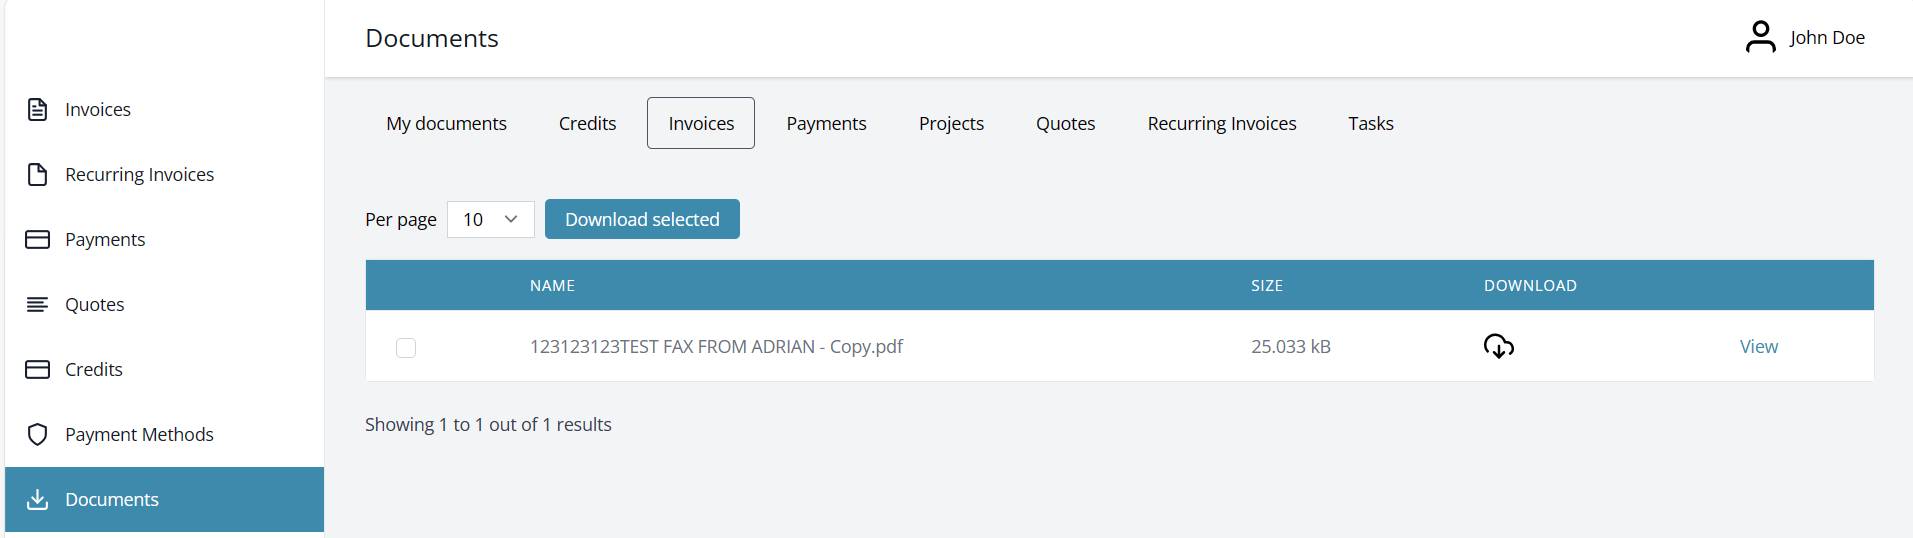 Documents
John Doe
Invoices
Recurring Invoices
Payments
Quotes
Credits
Payment Methods
Documents
My documents Credits Invoices Payments Projects Quotes Recurring Invoices Tasks
Per page 10 Download selected
NAME SIZE DOWNLOAD
123123123TEST FAX FROM ADRIAN - Copy.pdf 25.033 kB View
Showing 1 to 1 out of 1 results